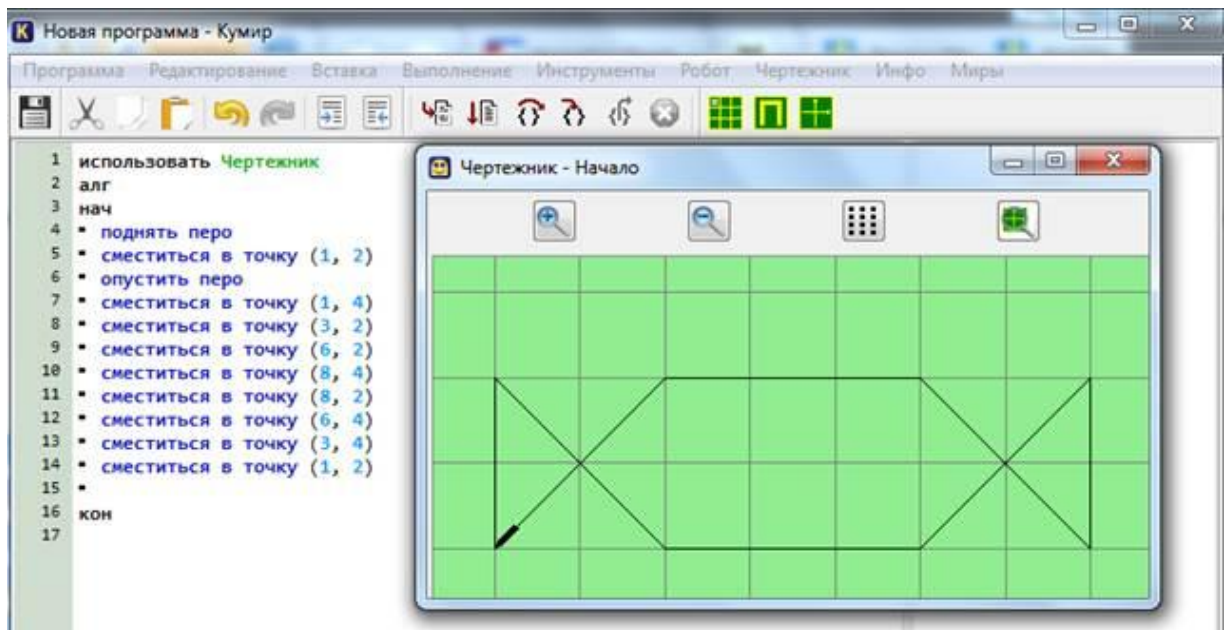 Новая программа - Кумир
Программа Редактирование Вставка Выполнение Инструменты Робот Чертежник Инфо Миры
1 использовать Чертежник
2 алг
3 нач
4 ▪ поднять перо
5 ▪ сместиться в точку (1, 2)
6 ▪ опустить перо
7 ▪ сместиться в точку (1, 4)
8 ▪ сместиться в точку (3, 2)
9 ▪ сместиться в точку (6, 2)
10 ▪ сместиться в точку (8, 4)
11 ▪ сместиться в точку (8, 2)
12 ▪ сместиться в точку (6, 4)
13 ▪ сместиться в точку (3, 4)
14 ▪ сместиться в точку (1, 2)
15 ▪
16 кон
17
Чертежник - Начало